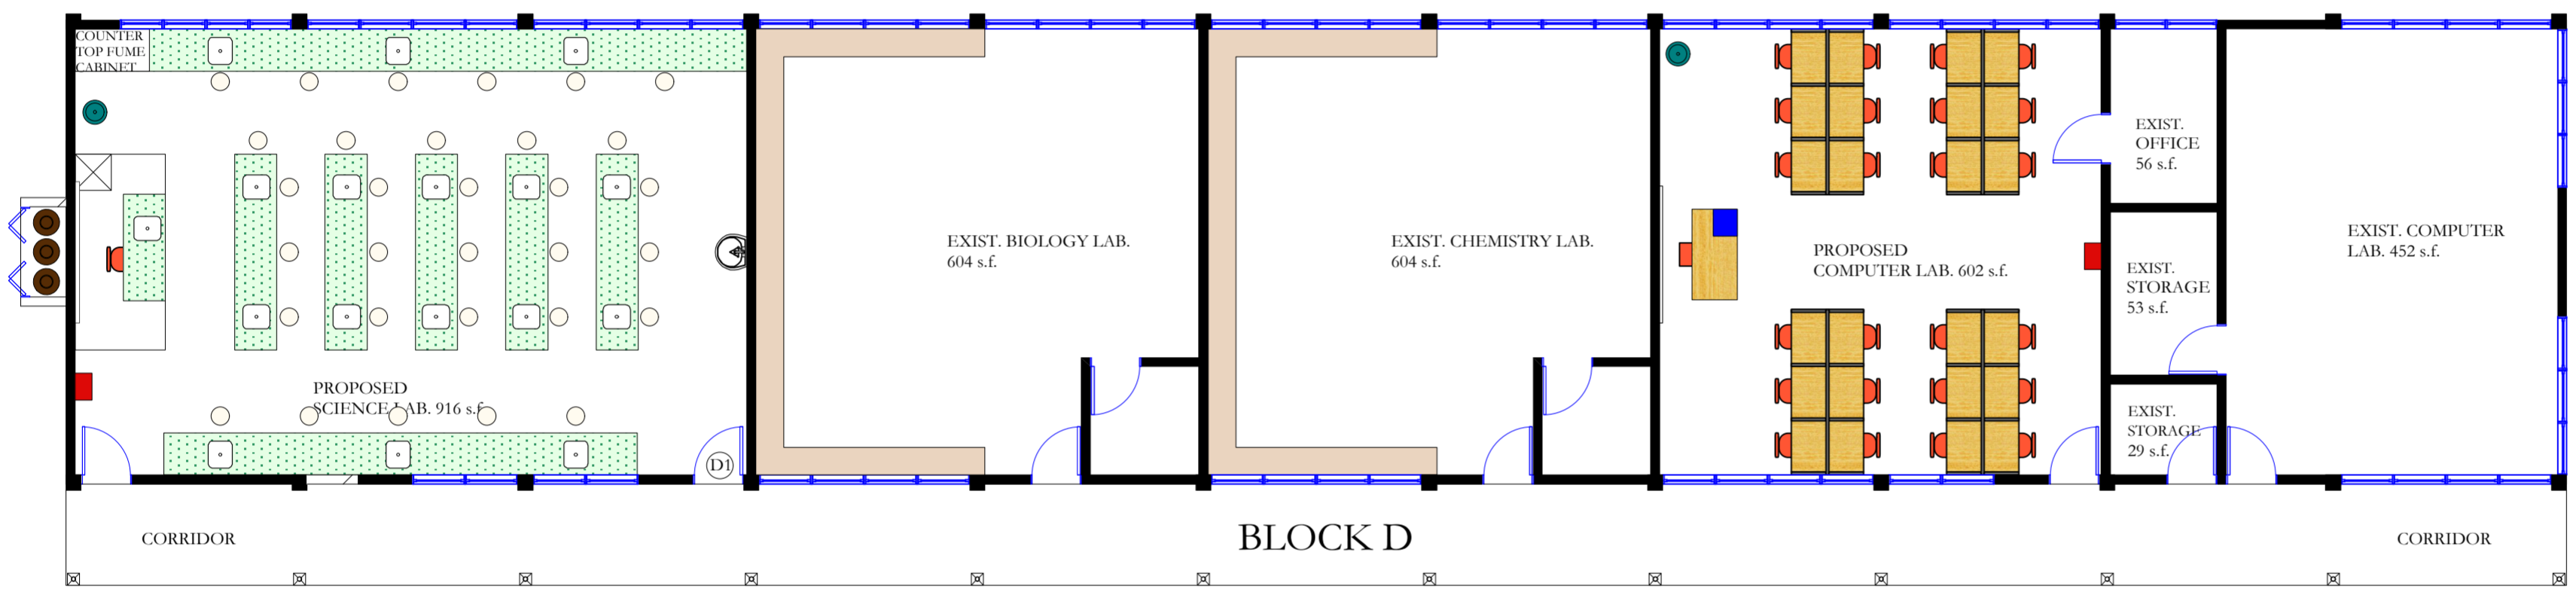 COUNTER
TOP FUME
CABINET
PROPOSED
SCIENCE LAB. 916 s.f.
D1
EXIST. BIOLOGY LAB.
604 s.f.
EXIST. CHEMISTRY LAB.
604 s.f.
PROPOSED
COMPUTER LAB. 602 s.f.
EXIST.
OFFICE
56 s.f.
EXIST.
STORAGE
53 s.f.
EXIST.
STORAGE
29 s.f.
EXIST. COMPUTER
LAB. 452 s.f.
CORRIDOR
BLOCK D
CORRIDOR